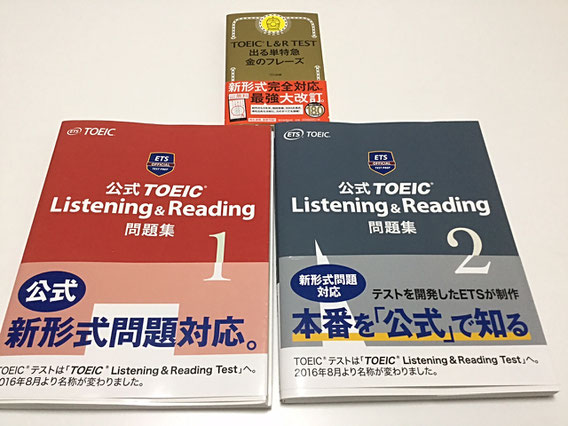 TOEIC® L&R TEST
出る単特急
金のフレーズ
新形式完全対応。
最強大改訂。
ETS TOEIC®
ETS
OFFICIAL
TEST PREP
公式 TOEIC®
Listening & Reading
問題集
1
公式
新形式問題対応。
TOEIC®テストは「TOEIC® Listening & Reading Test」へ。
2016年8月より名称が変わりました。
ETS TOEIC®
ETS
OFFICIAL
TEST PREP
公式 TOEIC®
Listening & Reading
問題集
2
新形式問題
対応
テストを開発したETSが制作
本番を「公式」で知る
TOEIC®テストは「TOEIC® Listening & Reading Test」へ。
2016年8月より名称が変わりました。